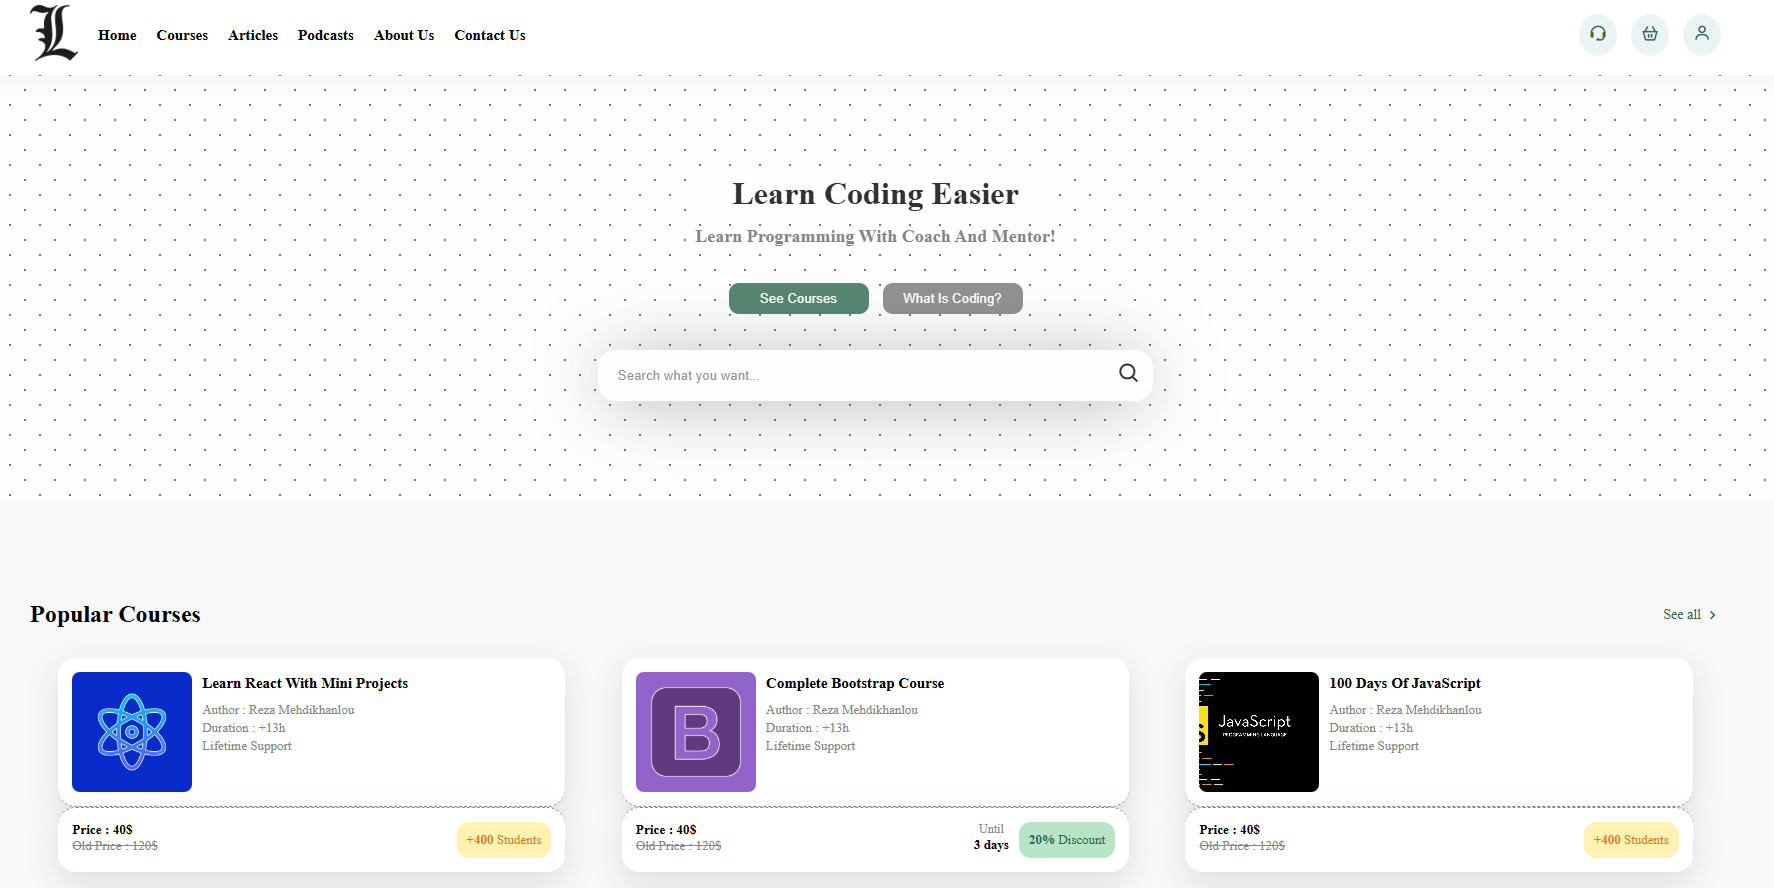 L
Home Courses Articles Podcasts About Us Contact Us
Learn Coding Easier
Learn Programming With Coach And Mentor!
See Courses What Is Coding?
Search what you want...
Popular Courses
See all
Learn React With Mini Projects
Author : Reza Mehdikhanlou
Duration : +13h
Lifetime Support
Price : 40$
Old Price : 120$
+400 Students
B
Complete Bootstrap Course
Author : Reza Mehdikhanlou
Duration : +13h
Lifetime Support
Price : 40$
Old Price : 120$
Until
3 days
20% Discount
S
JavaScript
PROGRAMMING LANGUAGE
100 Days Of JavaScript
Author : Reza Mehdikhanlou
Duration : +13h
Lifetime Support
Price : 40$
Old Price : 120$
+400 Students